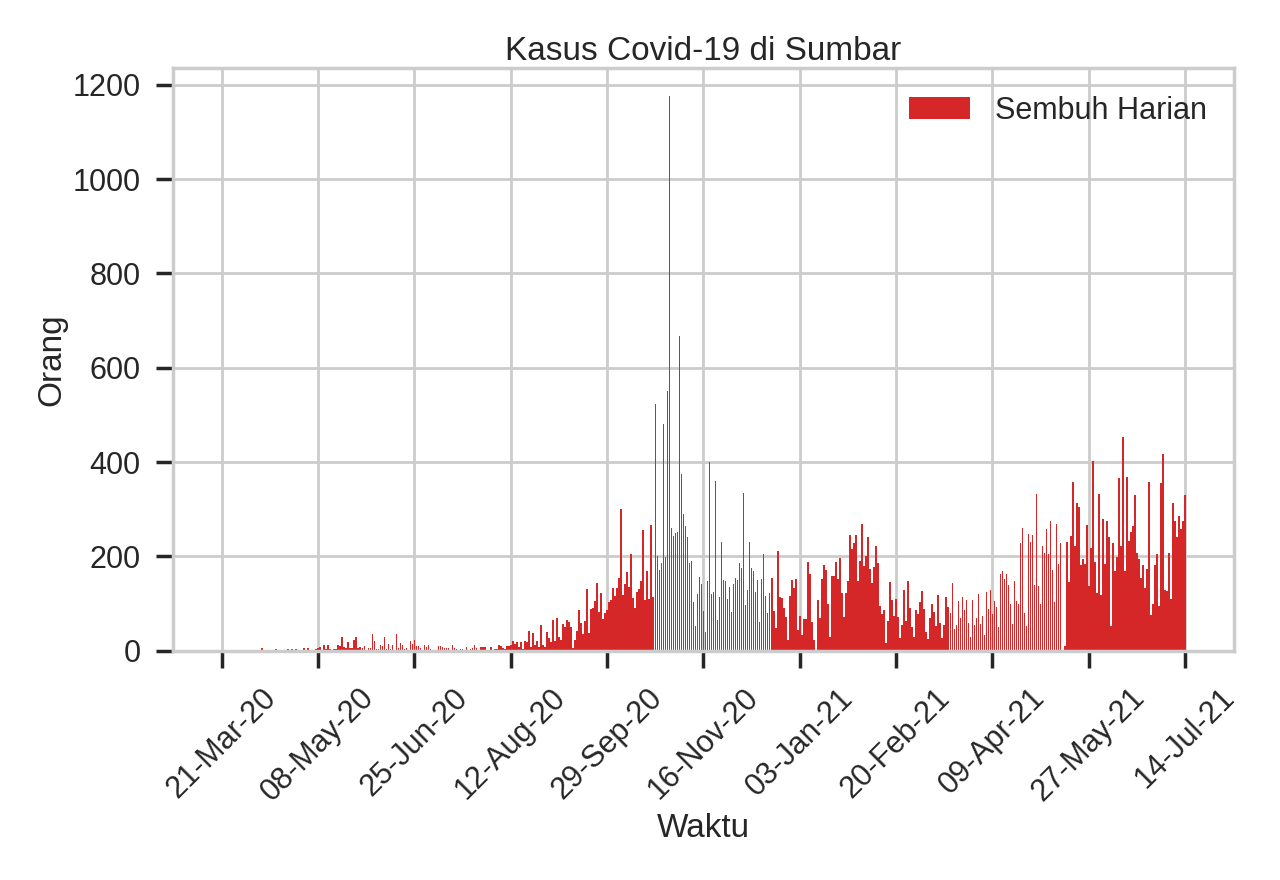 Kasus Covid-19 di Sumbar
Sembuh Harian
1200
1000
800
600
400
200
0
Orang
21-Mar-20
08-May-20
25-Jun-20
12-Aug-20
29-Sep-20
16-Nov-20
03-Jan-21
20-Feb-21
09-Apr-21
27-May-21
14-Jul-21
Waktu